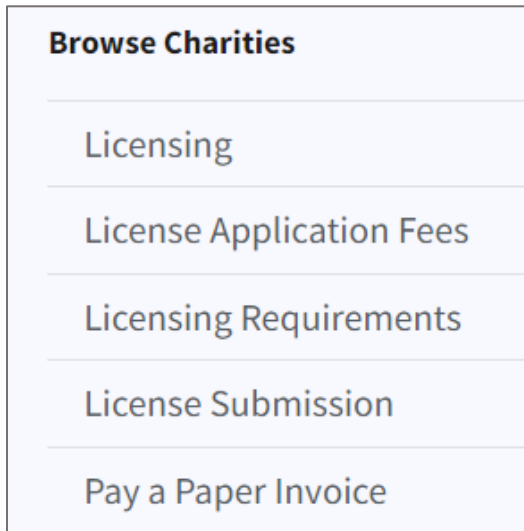 Browse Charities
Licensing
License Application Fees
Licensing Requirements
License Submission
Pay a Paper Invoice